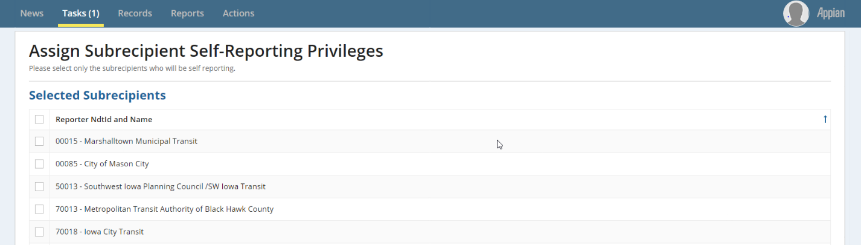 News Tasks (1) Records Reports Actions Appian
Assign Subrecipient Self-Reporting Privileges
Please select only the subrecipients who will be self reporting.
Selected Subrecipients
Reporter NdtId and Name ↑
00015 - Marshalltown Municipal Transit
00085 - City of Mason City
50013 - Southwest Iowa Planning Council /SW Iowa Transit
70013 - Metropolitan Transit Authority of Black Hawk County
70018 - Iowa City Transit